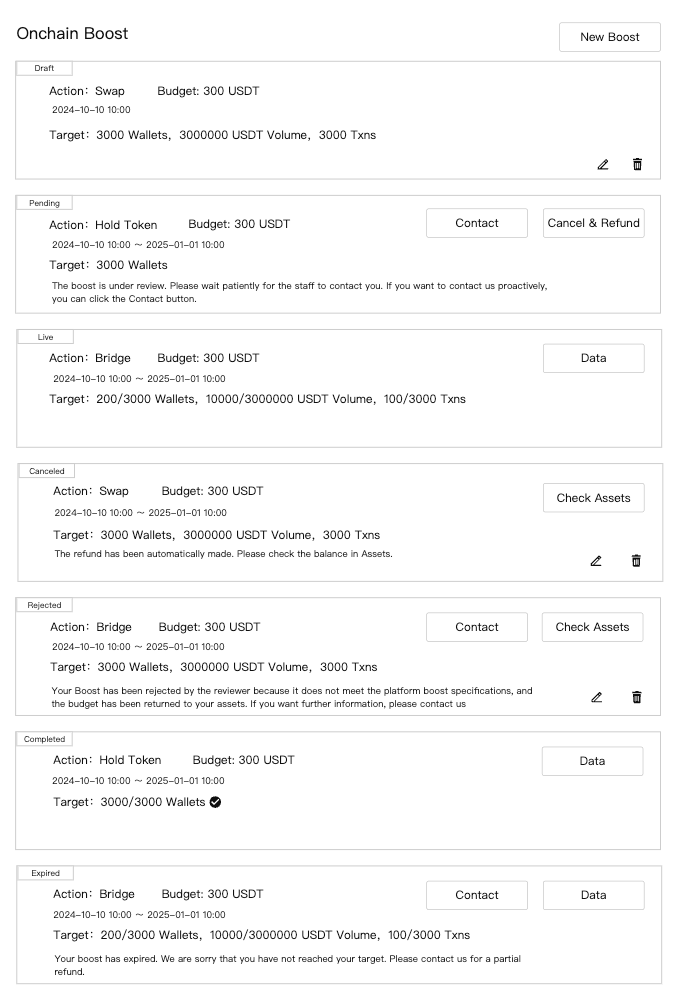 Onchain Boost
New Boost
Draft
Action：Swap Budget: 300 USDT
2024-10-10 10:00
Target：3000 Wallets，3000000 USDT Volume，3000 Txns
Pending
Action：Hold Token Budget: 300 USDT
Contact
Cancel & Refund
2024-10-10 10:00 ～ 2025-01-01 10:00
Target：3000 Wallets
The boost is under review. Please wait patiently for the staff to contact you. If you want to contact us proactively,
you can click the Contact button.
Live
Action：Bridge Budget: 300 USDT
Data
2024-10-10 10:00 ～ 2025-01-01 10:00
Target：200/3000 Wallets，10000/3000000 USDT Volume，100/3000 Txns
Canceled
Action：Swap Budget: 300 USDT
Check Assets
2024-10-10 10:00 ～ 2025-01-01 10:00
Target：3000 Wallets，3000000 USDT Volume，3000 Txns
The refund has been automatically made. Please check the balance in Assets.
Rejected
Action：Bridge Budget: 300 USDT
Contact
Check Assets
2024-10-10 10:00 ～ 2025-01-01 10:00
Target：3000 Wallets，3000000 USDT Volume，3000 Txns
Your Boost has been rejected by the reviewer because it does not meet the platform boost specifications, and
the budget has been returned to your assets. If you want further information, please contact us
Completed
Action：Hold Token Budget: 300 USDT
Data
2024-10-10 10:00 ～ 2025-01-01 10:00
Target：3000/3000 Wallets
Expired
Action：Bridge Budget: 300 USDT
Contact
Data
2024-10-10 10:00 ～ 2025-01-01 10:00
Target：200/3000 Wallets，10000/3000000 USDT Volume，100/3000 Txns
Your boost has expired. We are sorry that you have not reached your target. Please contact us for a partial
refund.